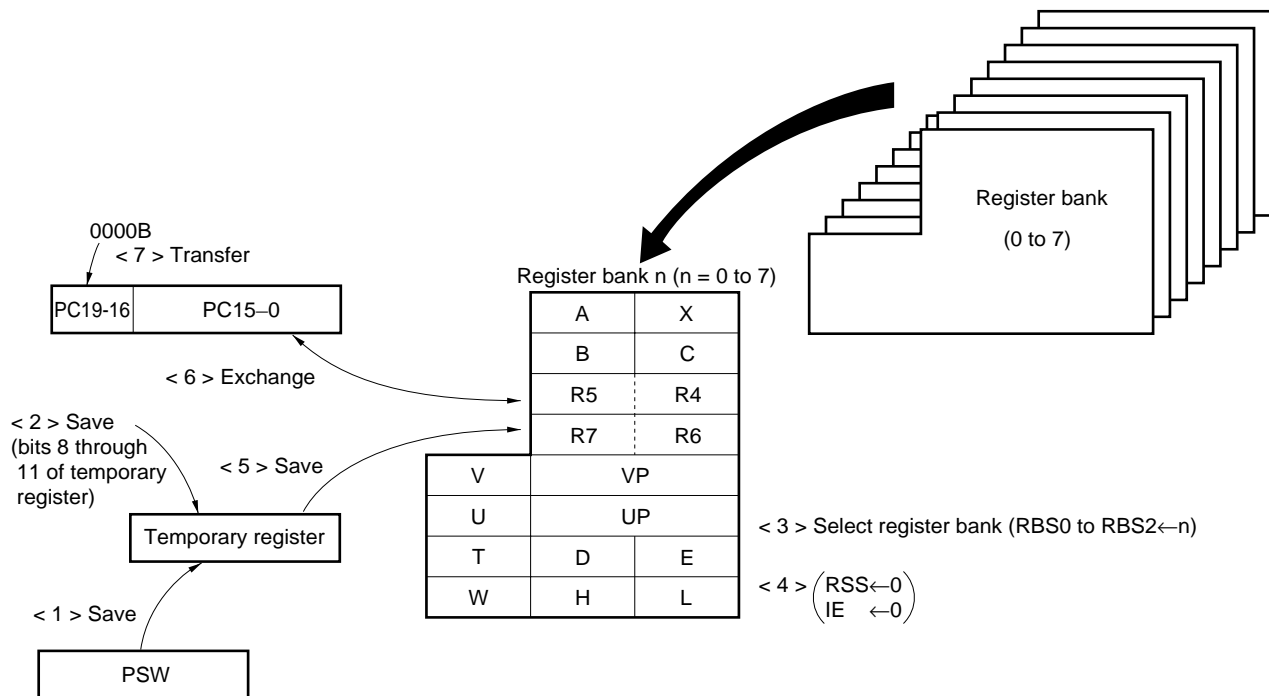 Register bank
(0 to 7)
0000B
< 7 > Transfer
PC19-16
PC15–0
Register bank n (n = 0 to 7)
A
X
B
C
< 6 > Exchange
R5
R4
R7
R6
< 2 > Save
(bits 8 through
11 of temporary
register)
< 5 > Save
V
VP
U
UP
< 3 > Select register bank (RBS0 to RBS2←n)
Temporary register
T
D
E
< 4 > (RSS←0
IE ←0)
W
H
L
< 1 > Save
PSW